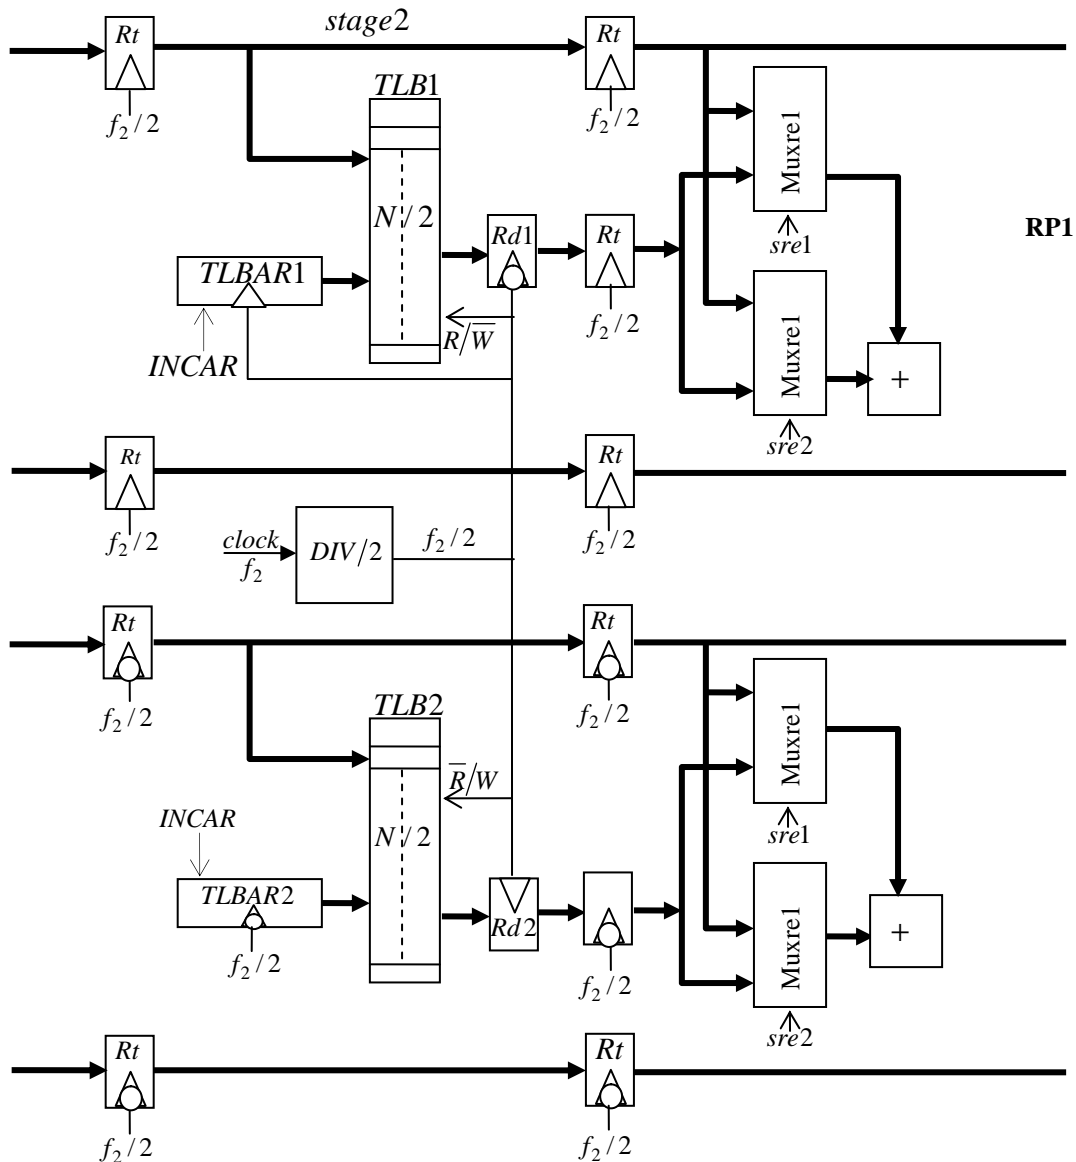 Rt
stage2
Rt
f₂/2
TLB1
f₂/2
Muxre1
N/2
sre1
RP1
Rd1
Rt
TLBAR1
f₂/2
R/W̅
INCAR
Muxre1
+
sre2
Rt
Rt
f₂/2
f₂/2
clock
f₂
DIV/2
f₂/2
Rt
Rt
f₂/2
TLB2
f₂/2
Muxre1
R̅/W
sre1
INCAR
N/2
TLBAR2
Rd2
f₂/2
f₂/2
Muxre1
+
sre2
Rt
Rt
f₂/2
f₂/2